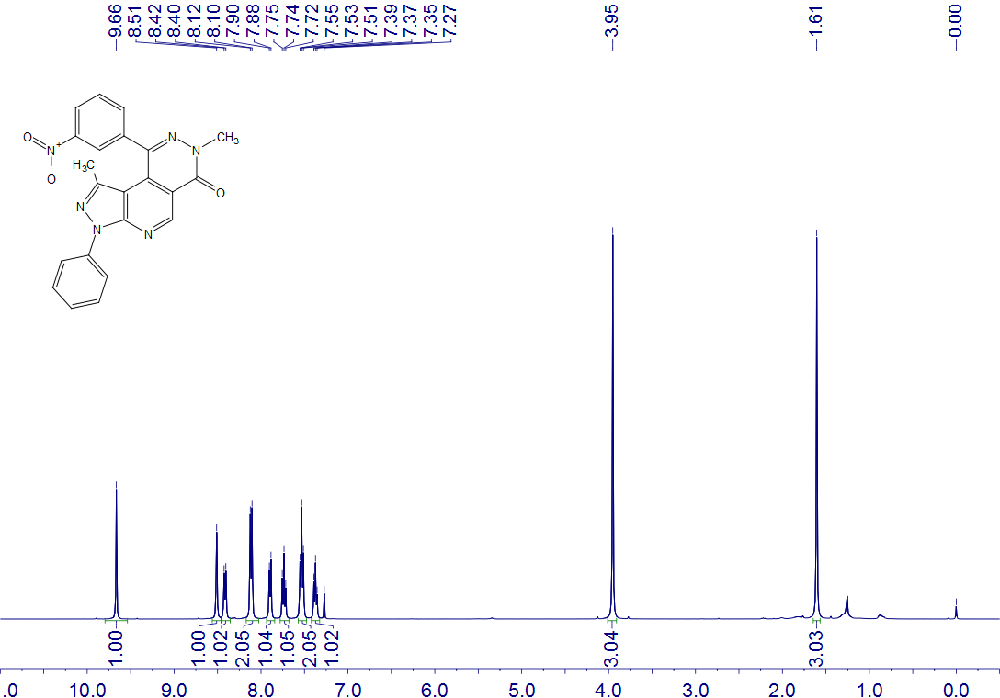 9.66
8.51
8.42
8.40
8.12
8.10
7.90
7.88
7.75
7.74
7.72
7.55
7.53
7.51
7.39
7.37
7.35
7.27
3.95
1.61
-0.00
N
N
CH₃
O
N⁺
O
O⁻
H₃C
N
N
N
1.00
1.00
1.02
2.05
1.04
1.05
2.05
1.02
3.04
3.03
.0 10.0 9.0 8.0 7.0 6.0 5.0 4.0 3.0 2.0 1.0 0.0